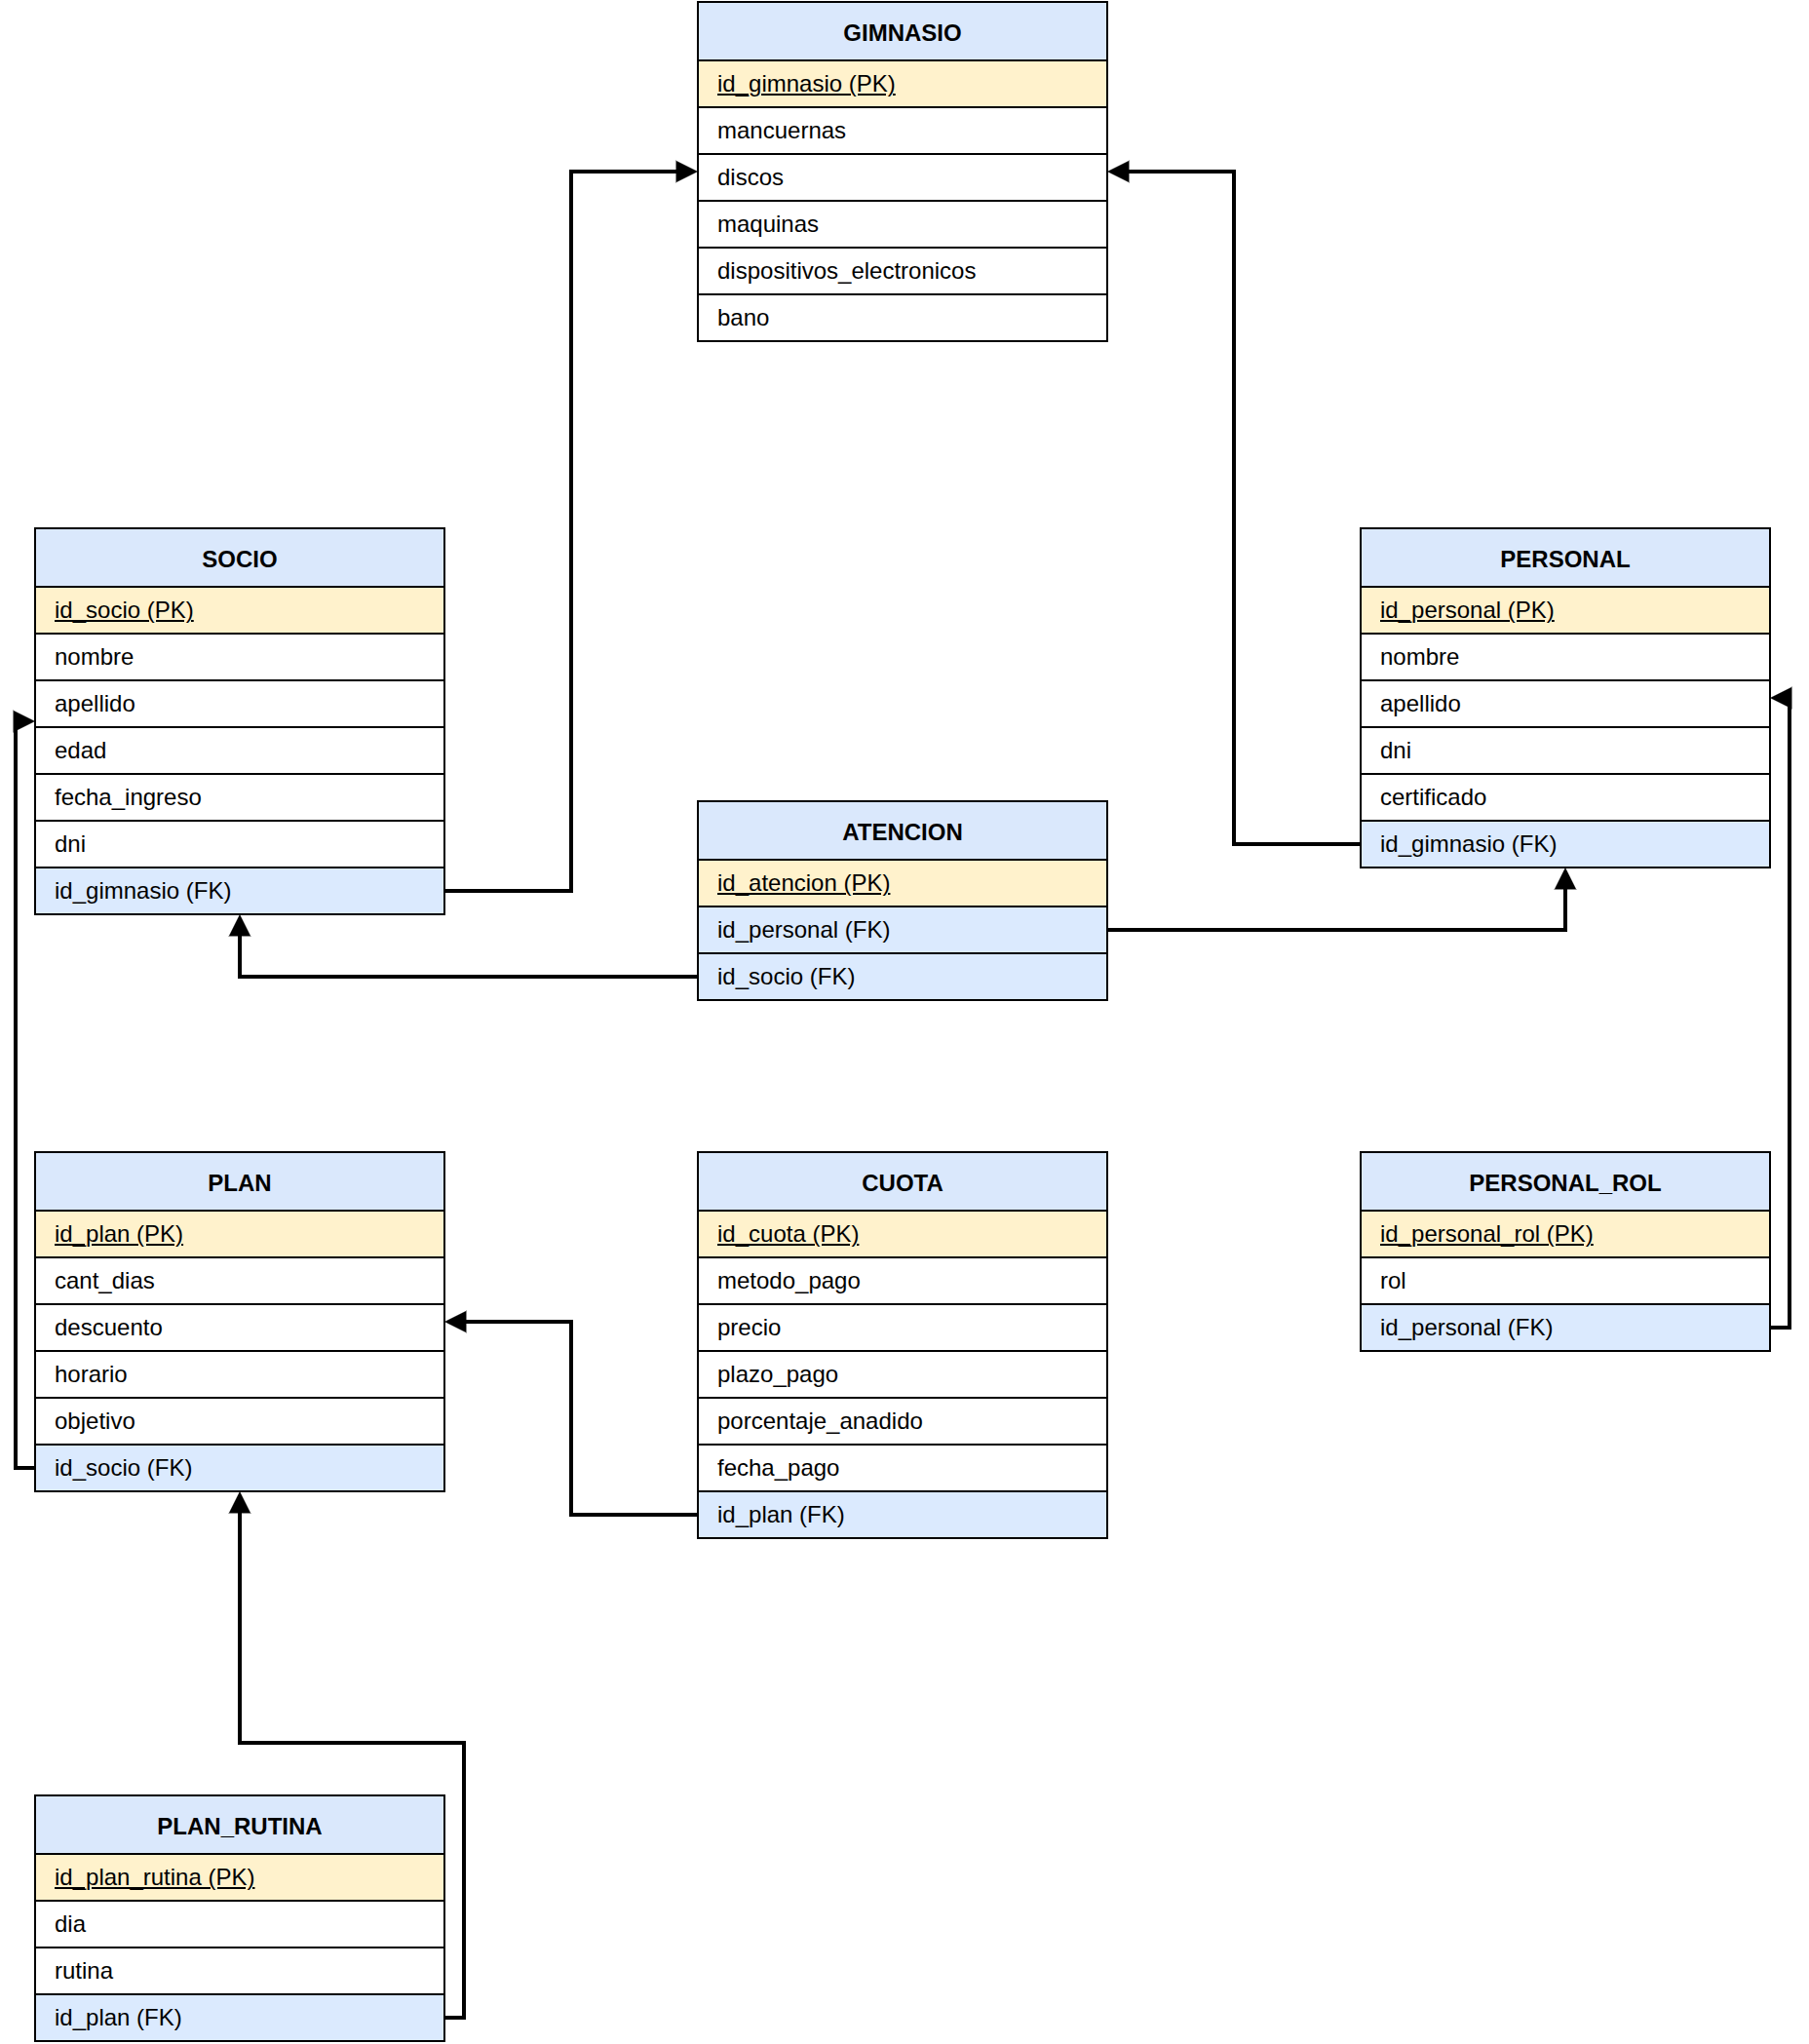 GIMNASIO
id_gimnasio (PK)
mancuernas
discos
maquinas
dispositivos_electronicos
bano
SOCIO
id_socio (PK)
nombre
apellido
edad
fecha_ingreso
dni
id_gimnasio (FK)
PERSONAL
id_personal (PK)
nombre
apellido
dni
certificado
id_gimnasio (FK)
ATENCION
id_atencion (PK)
id_personal (FK)
id_socio (FK)
PLAN
id_plan (PK)
cant_dias
descuento
horario
objetivo
id_socio (FK)
CUOTA
id_cuota (PK)
metodo_pago
precio
plazo_pago
porcentaje_anadido
fecha_pago
id_plan (FK)
PERSONAL_ROL
id_personal_rol (PK)
rol
id_personal (FK)
PLAN_RUTINA
id_plan_rutina (PK)
dia
rutina
id_plan (FK)